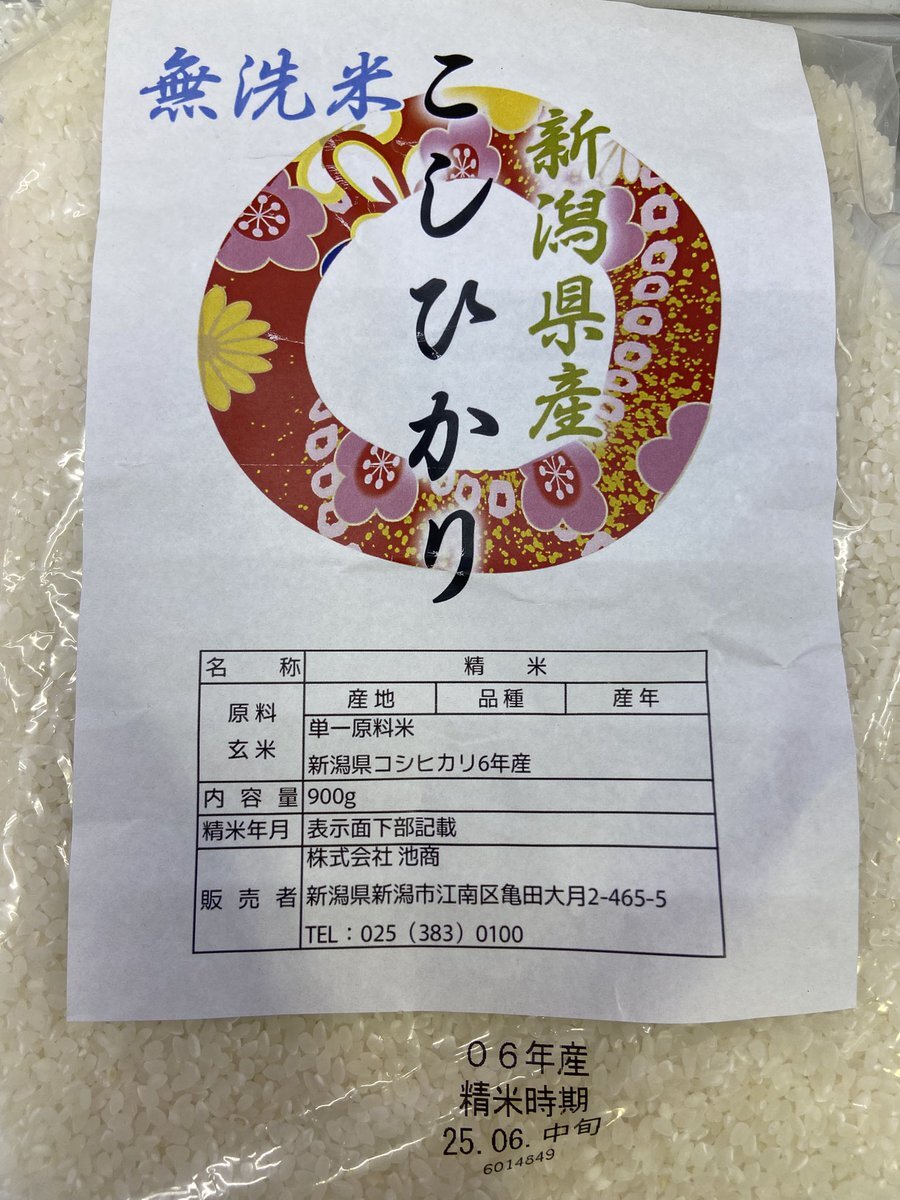 無洗米
新潟県産
こしひかり
名称 精米
原料玄米 産地 品種 産年
単一原料米
新潟県コシヒカリ6年産
内容量 900g
精米年月 表示面下部記載
販売者 株式会社 池商
新潟県新潟市江南区亀田大月2-465-5
TEL：025（383）0100
06年産
精米時期
25.06.中旬
6014849